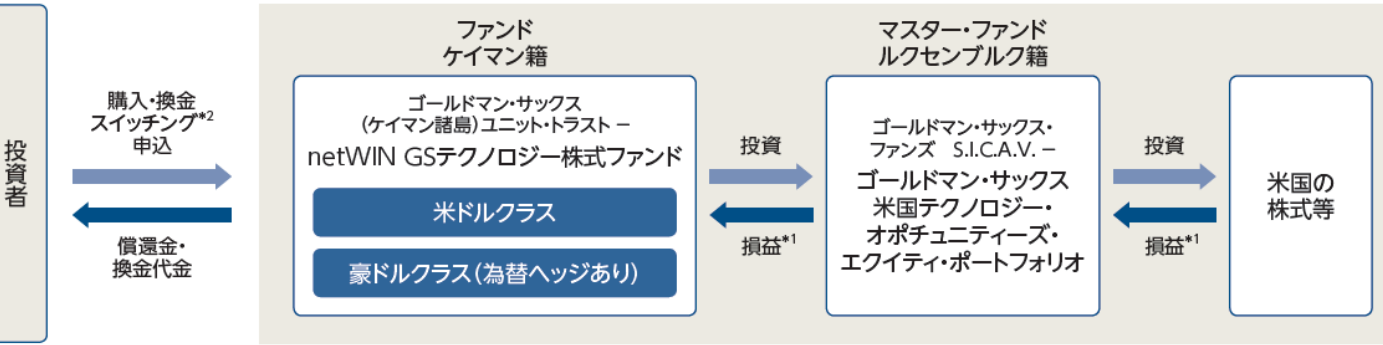 投資者
購入・換金
スイッチング*2
申込
償還金・
換金代金
ファンド
ケイマン籍
ゴールドマン・サックス
(ケイマン諸島)ユニット・トラスト −
netWIN GSテクノロジー株式ファンド
米ドルクラス
豪ドルクラス(為替ヘッジあり)
投資
損益*1
マスター・ファンド
ルクセンブルク籍
ゴールドマン・サックス・
ファンズ S.I.C.A.V. −
ゴールドマン・サックス
米国テクノロジー・
オポチュニティーズ・
エクイティ・ポートフォリオ
投資
損益*1
米国の
株式等